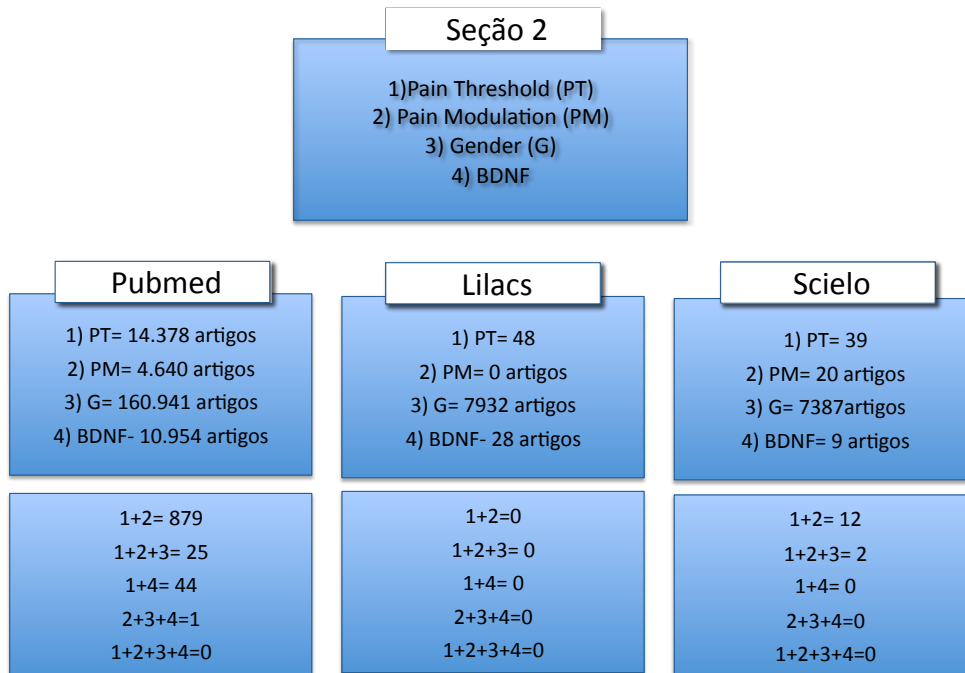 Seção 2
1)Pain Threshold (PT)
2) Pain Modulation (PM)
3) Gender (G)
4) BDNF
Pubmed
1) PT= 14.378 artigos
2) PM= 4.640 artigos
3) G= 160.941 artigos
4) BDNF- 10.954 artigos
1+2= 879
1+2+3= 25
1+4= 44
2+3+4=1
1+2+3+4=0
Lilacs
1) PT= 48
2) PM= 0 artigos
3) G= 7932 artigos
4) BDNF- 28 artigos
1+2=0
1+2+3= 0
1+4= 0
2+3+4=0
1+2+3+4=0
Scielo
1) PT= 39
2) PM= 20 artigos
3) G= 7387artigos
4) BDNF= 9 artigos
1+2= 12
1+2+3= 2
1+4= 0
2+3+4=0
1+2+3+4=0